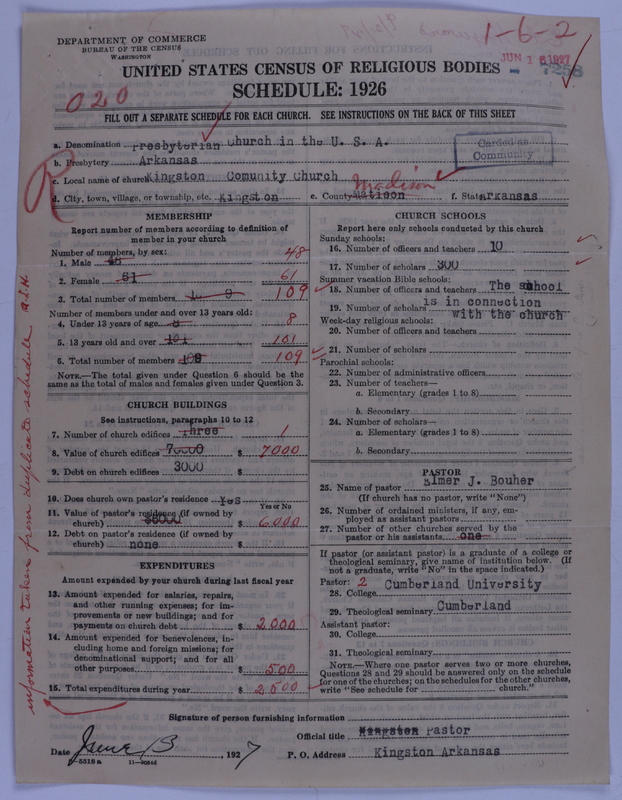 1-6-2
DEPARTMENT OF COMMERCE
BUREAU OF THE CENSUS
WASHINGTON
JUN 1 6 1927
7258
UNITED STATES CENSUS OF RELIGIOUS BODIES
020
SCHEDULE: 1926
FILL OUT A SEPARATE SCHEDULE FOR EACH CHURCH. SEE INSTRUCTIONS ON THE BACK OF THIS SHEET
a. Denomination Presbyterian Church in the U. S. A.
Carded as Community
b. Presbytery Arkansas
c. Local name of church Kingston Comunity Church
R
Madison
d. City, town, village, or township, etc. Kingston e. County f. State Arkansas
MEMBERSHIP
Report number of members according to definition of
member in your church
Number of members, by sex:
1. Male 48
2. Female 61 61
3. Total number of members 109
Number of members under and over 13 years old:
4. Under 13 years of age 8 8
5. 13 years old and over 101 101
6. Total number of members 109 109
NOTE.—The total given under Question 6 should be
same as the total of males and females given under Question 3.
CHURCH BUILDINGS
See instructions, paragraphs 10 to 12
7. Number of church edifices Three 1
8. Value of church edifices 70000 $ 7000
9. Debt on church edifices 3000 $
10. Does church own pastor's residence Yes
Yes or No
11. Value of pastor's residence (if owned by
church) $6000 $ 6000
12. Debt on pastor's residence (if owned by
church) none $
EXPENDITURES
Amount expended by your church during last fiscal year
13. Amount expended for salaries, repairs,
and other running expenses; for im-
provements or new buildings; and for
payments on church debt $ 2000
14. Amount expended for benevolences, in-
cluding home and foreign missions; for
denominational support; and for all
other purposes $ 500
15. Total expenditures during year $ 2500
CHURCH SCHOOLS
Report here only schools conducted by this church
Sunday schools:
16. Number of officers and teachers 10
17. Number of scholars 300
Summer vacation Bible schools:
18. Number of officers and teachers The school
is in connection
19. Number of scholars with the church
Week-day religious schools:
20. Number of officers and teachers
21. Number of scholars
Parochial schools:
22. Number of administrative officers
23. Number of teachers—
a. Elementary (grades 1 to 8)
b. Secondary
24. Number of scholars—
a. Elementary (grades 1 to 8)
b. Secondary
PASTOR
25. Name of pastor Elmer J. Bouher
(If church has no pastor, write "None")
26. Number of ordained ministers, if any, em-
ployed as assistant pastors
27. Number of other churches served by the
pastor or his assistants one
If pastor (or assistant pastor) is a graduate of a college or
theological seminary, give name of institution below. (If
not a graduate, write "No" in the space indicated.)
Pastor: 2 Cumberland University
28. College
29. Theological seminary Cumberland
Assistant pastor:
30. College
31. Theological seminary
NOTE.—Where one pastor serves two or more churches,
Questions 28 and 29 should be answered only on the schedule
for one of the churches; on the schedules for the other churches,
write "See schedule for church."
information taken from duplicate schedule a.L.H.
Signature of person furnishing information
Official title Kingston Pastor
Date June 13, 1927 P. O. Address Kingston Arkansas
5518 a